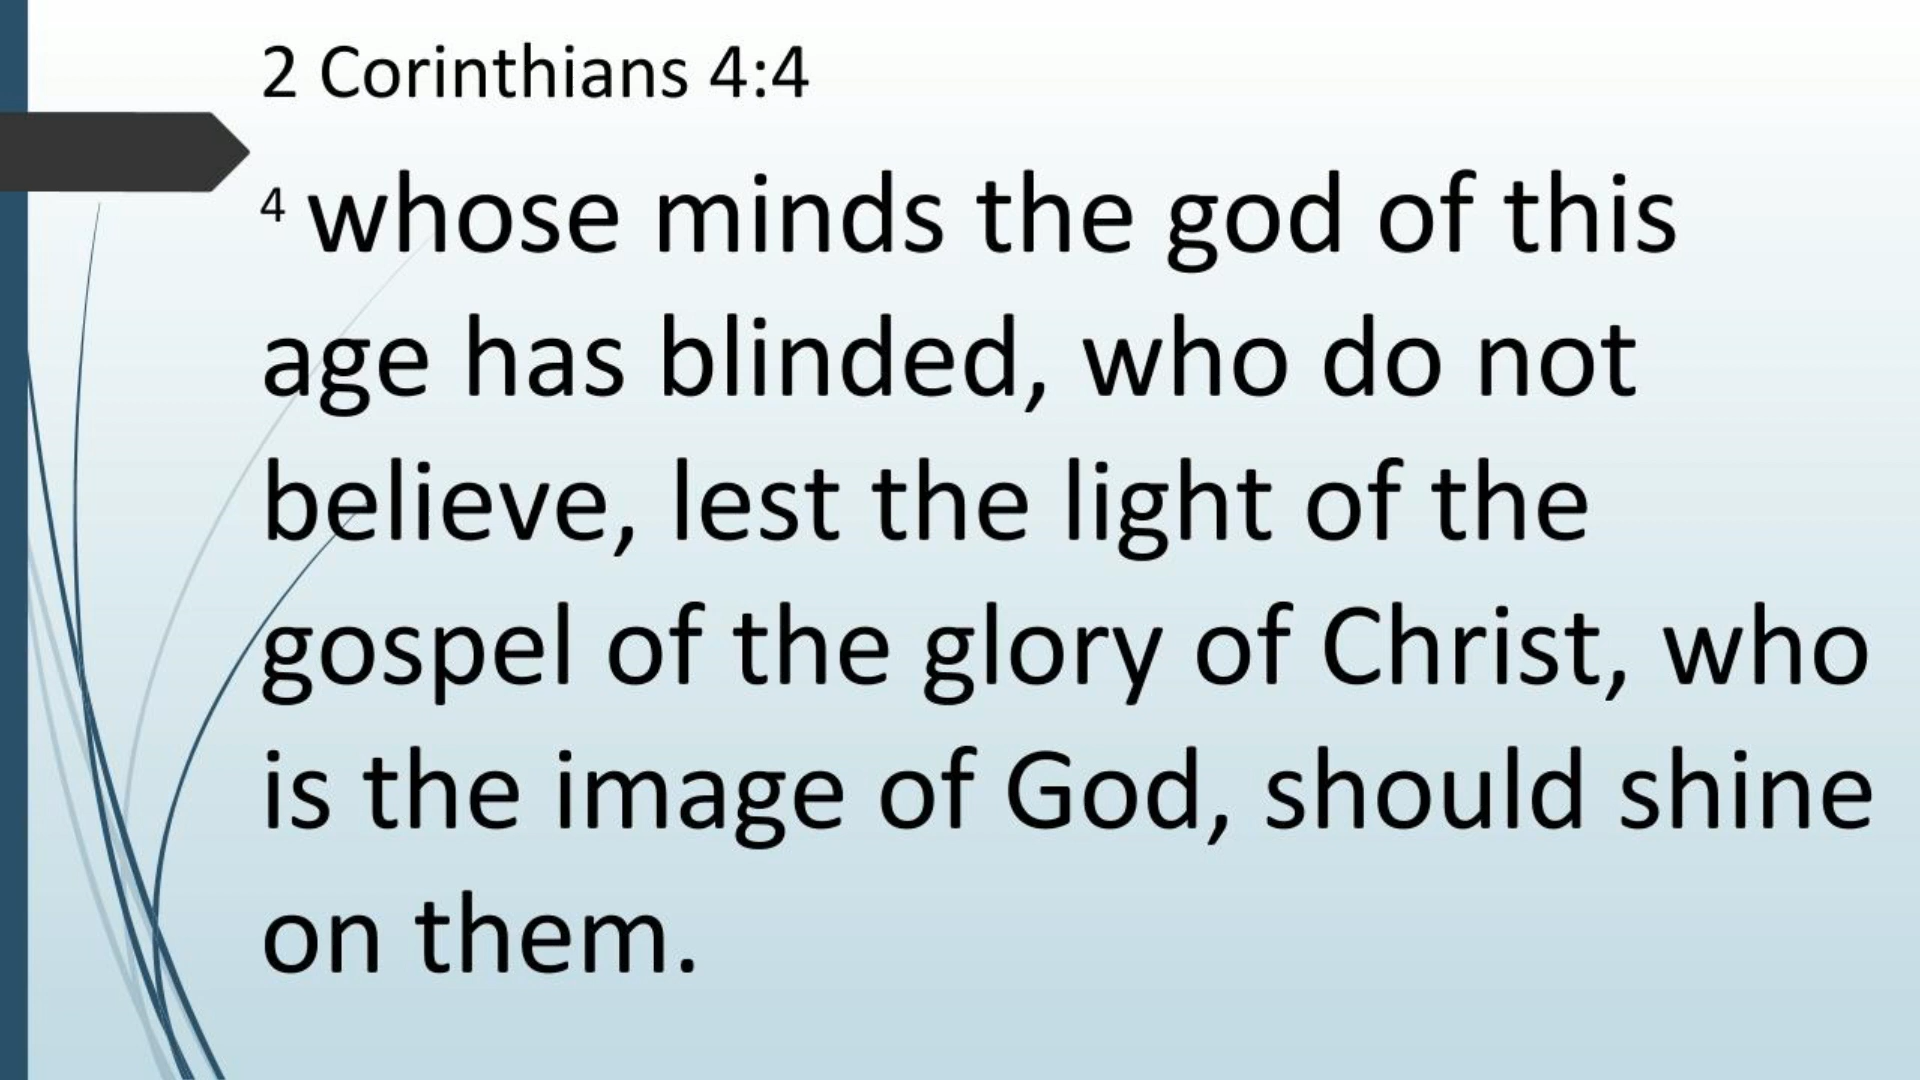 2 Corinthians 4:4
4 whose minds the god of this
age has blinded, who do not
believe, lest the light of the
gospel of the glory of Christ, who
is the image of God, should shine
on them.